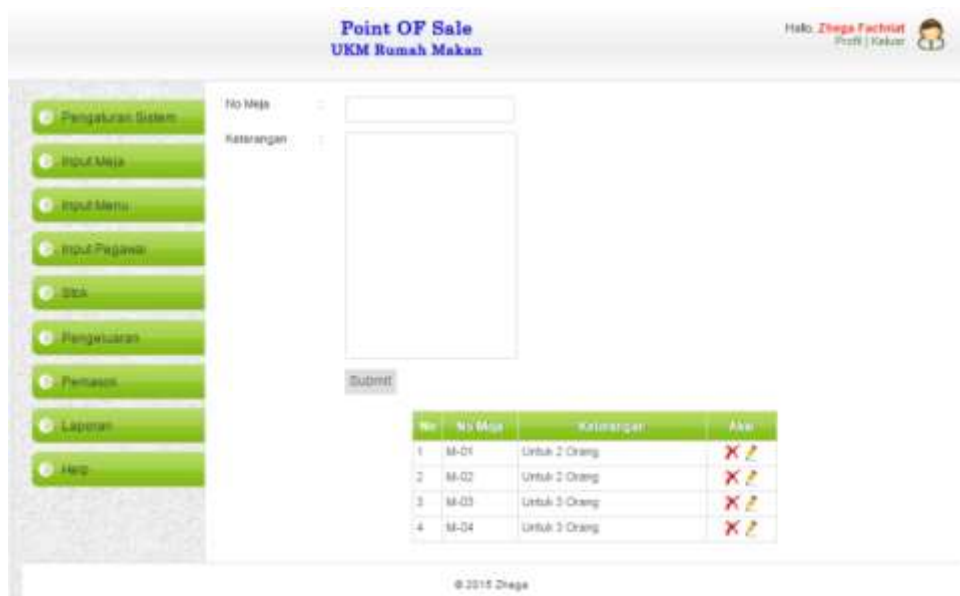 Point OF Sale
UKM Rumah Makan
Hallo, Zhega Fachriat
Profil | Keluar
Pengaturan Sistem
Input Meja
Input Menu
Input Pegawai
Stok
Pengeluaran
Pemasok
Laporan
Help
No Meja :
Keterangan :
Submit
No No Meja Keterangan Aksi
1 M-01 Untuk 2 Orang
2 M-02 Untuk 2 Orang
3 M-03 Untuk 3 Orang
4 M-04 Untuk 3 Orang
© 2015 Zhega